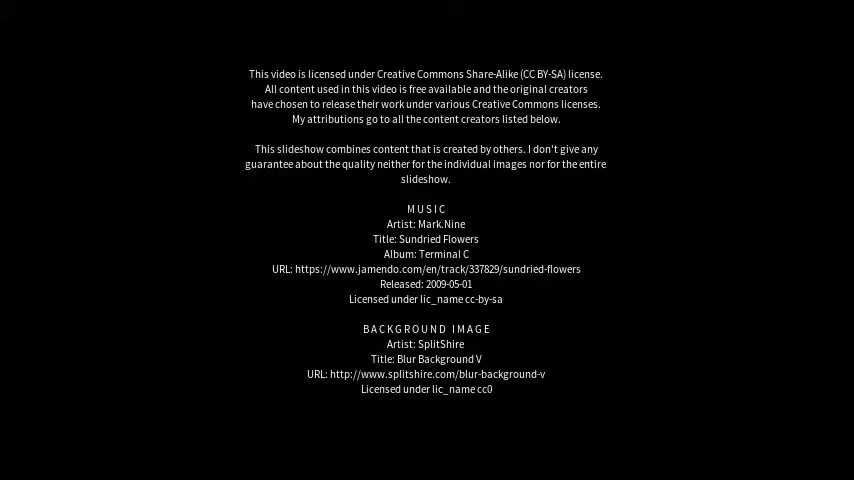 This video is licensed under Creative Commons Share-Alike (CC BY-SA) license.
All content used in this video is free available and the original creators
have chosen to release their work under various Creative Commons licenses.
My attributions go to all the content creators listed below.
This slideshow combines content that is created by others. I don't give any
guarantee about the quality neither for the individual images nor for the entire
slideshow.
MUSIC
Artist: Mark.Nine
Title: Sundried Flowers
Album: Terminal C
URL: https://www.jamendo.com/en/track/337829/sundried-flowers
Released: 2009-05-01
Licensed under lic_name cc-by-sa
BACKGROUND IMAGE
Artist: SplitShire
Title: Blur Background V
URL: http://www.splitshire.com/blur-background-v
Licensed under lic_name cc0